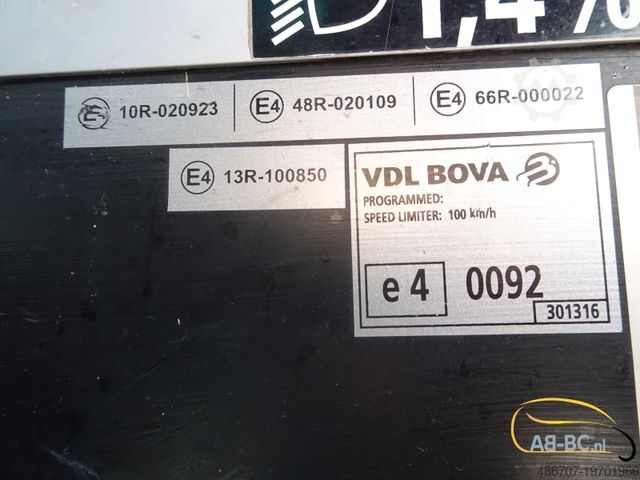 1,4%
E4 10R-020923 E4 48R-020109 E4 66R-000022
E4 13R-100850
VDL BOVA
PROGRAMMED:
SPEED LIMITER: 100 km/h
e 4 0092
301316
AB-BC.nl
486707-19701966